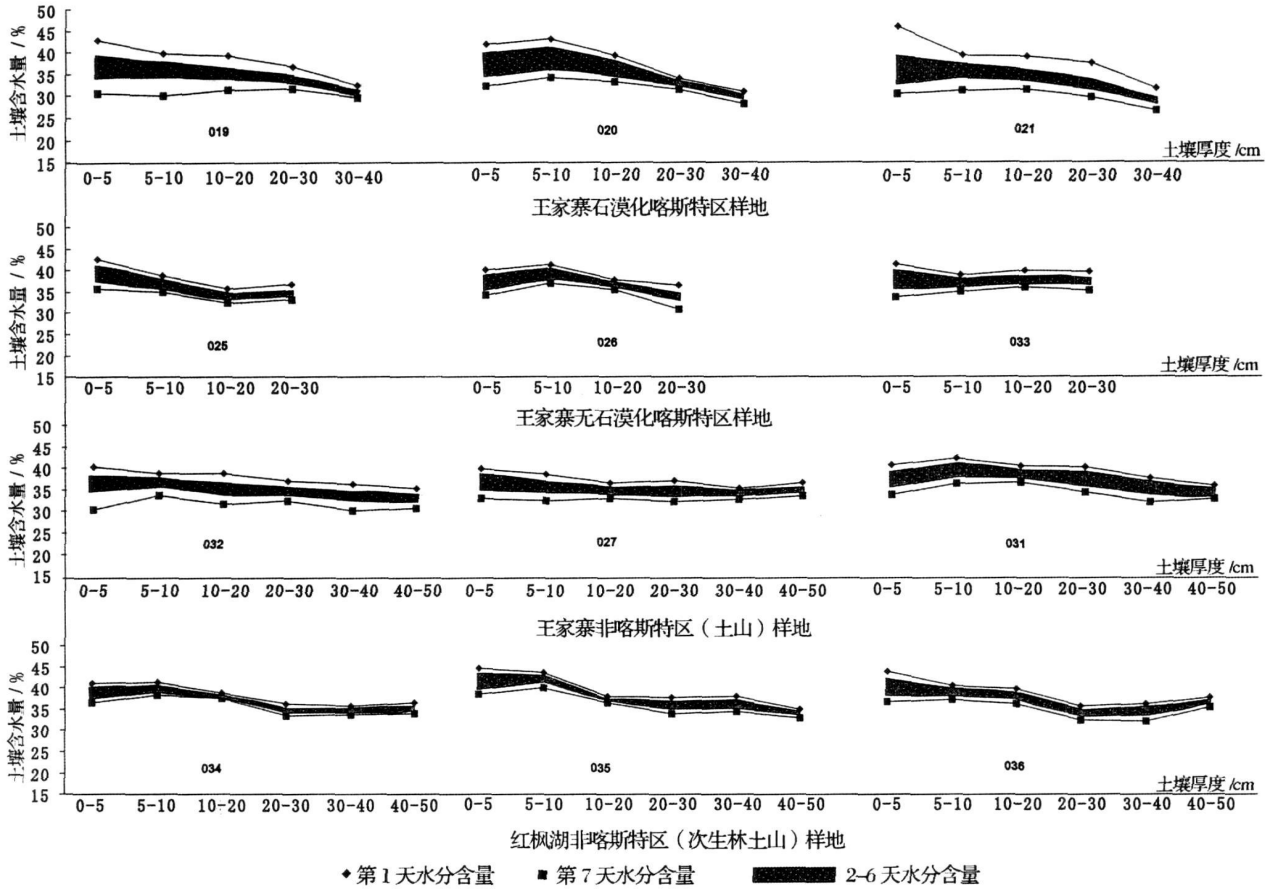 土壤含水量 / %
50
45
40
35
30
25
20
15
019
020
021
土壤厚度 /cm
0-5 5-10 10-20 20-30 30-40 0-5 5-10 10-20 20-30 30-40 0-5 5-10 10-20 20-30 30-40
王家寨石漠化喀斯特区样地
土壤含水量 / %
50
45
40
35
30
25
20
15
025
026
033
土壤厚度 /cm
0-5 5-10 10-20 20-30 0-5 5-10 10-20 20-30 0-5 5-10 10-20 20-30
王家寨无石漠化喀斯特区样地
土壤含水量 / %
50
45
40
35
30
25
20
15
032
027
031
土壤厚度 /cm
0-5 5-10 10-20 20-30 30-40 40-50 0-5 5-10 10-20 20-30 30-40 40-50 0-5 5-10 10-20 20-30 30-40 40-50
王家寨非喀斯特区（土山）样地
土壤含水量 / %
50
45
40
35
30
25
20
15
034
035
036
土壤厚度 /cm
0-5 5-10 10-20 20-30 30-40 40-50 0-5 5-10 10-20 20-30 30-40 40-50 0-5 5-10 10-20 20-30 30-40 40-50
红枫湖非喀斯特区（次生林土山）样地
第1天水分含量 第7天水分含量 2-6天水分含量